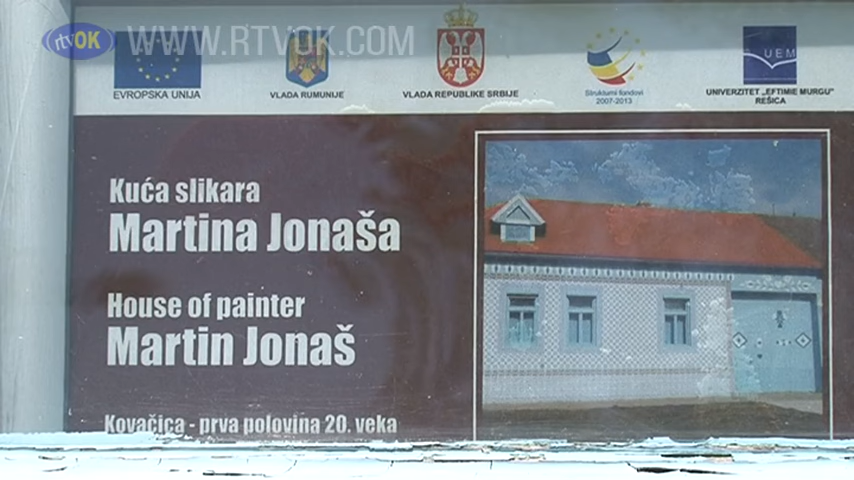 rtvOK WWW.RTVOK.COM
EVROPSKA UNIJA
VLADA RUMUNIJE
VLADA REPUBLIKE SRBIJE
Strukturni fondovi
2007-2013
UEM
UNIVERZITET „EFTIMIE MURGU"
REŠICA
Kuća slikara
Martina Jonaša
House of painter
Martin Jonaš
Kovačica - prva polovina 20. veka